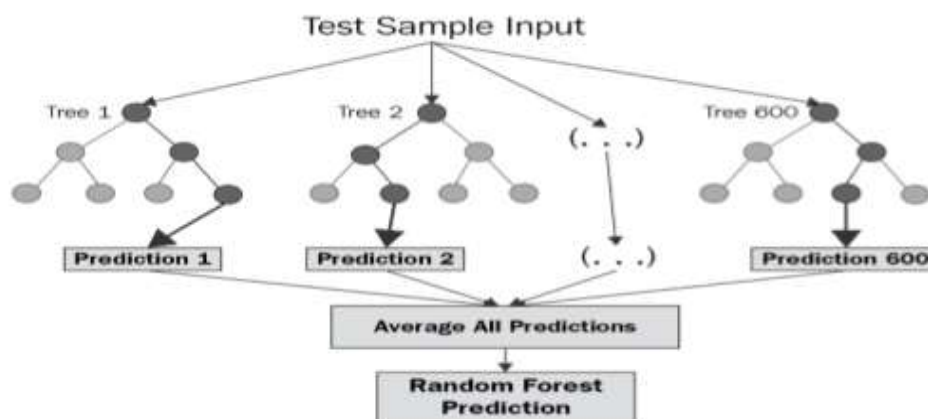 Test Sample Input
Tree 1
Tree 2
(. . .)
Tree 600
Prediction 1
Prediction 2
(. . .)
Prediction 600
Average All Predictions
Random Forest
Prediction